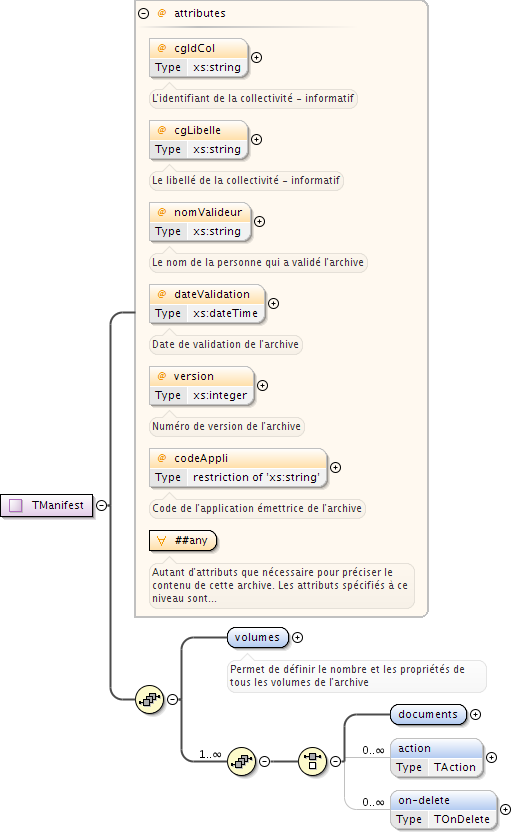 attributes
@ cgIdCol
Type xs:string
L'identifiant de la collectivité – informatif
@ cgLibelle
Type xs:string
Le libellé de la collectivité – informatif
@ nomValideur
Type xs:string
Le nom de la personne qui a validé l'archive
@ dateValidation
Type xs:dateTime
Date de validation de l'archive
@ version
Type xs:integer
Numéro de version de l'archive
@ codeAppli
Type restriction of 'xs:string'
Code de l'application émettrice de l'archive
TManifest
##any
Autant d'attributs que nécessaire pour préciser le
contenu de cette archive. Les attributs spécifiés à ce
niveau sont...
volumes
Permet de définir le nombre et les propriétés de
tous les volumes de l'archive
documents
1..∞
0..∞
action
Type TAction
0..∞
on-delete
Type TOnDelete